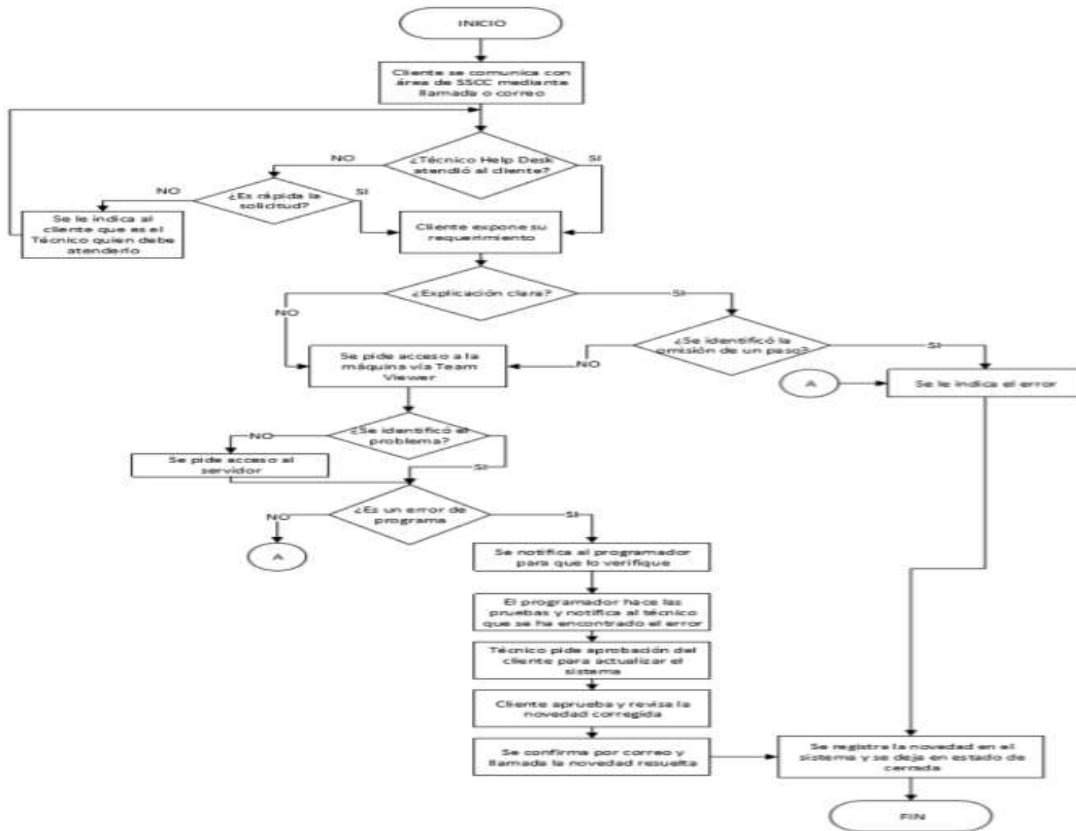 INICIO
Cliente se comunica con
área de SSCC mediante
llamada o correo
¿Técnico Help Desk
atendió al cliente?
NO
SI
¿Es rápida la
solicitud?
NO
SI
Se le indica al
cliente que es el
Técnico quien debe
atenderlo
Cliente expone su
requerimiento
¿Explicación clara?
NO
SI
¿Se identificó la
omisión de un paso?
NO
SI
Se pide acceso a la
máquina vía Team
Viewer
A
Se le indica el error
¿Se identificó el
problema?
NO
SI
Se pide acceso al
servidor
¿Es un error de
programa
NO
SI
A
Se notifica al programador
para que lo verifique
El programador hace las
pruebas y notifica al técnico
que se ha encontrado el error
Técnico pide aprobación del
cliente para actualizar el
sistema
Cliente aprueba y revisa la
novedad corregida
Se confirma por correo y
llamada la novedad resuelta
Se registra la novedad en el
sistema y se deja en estado de
cerrada
FIN